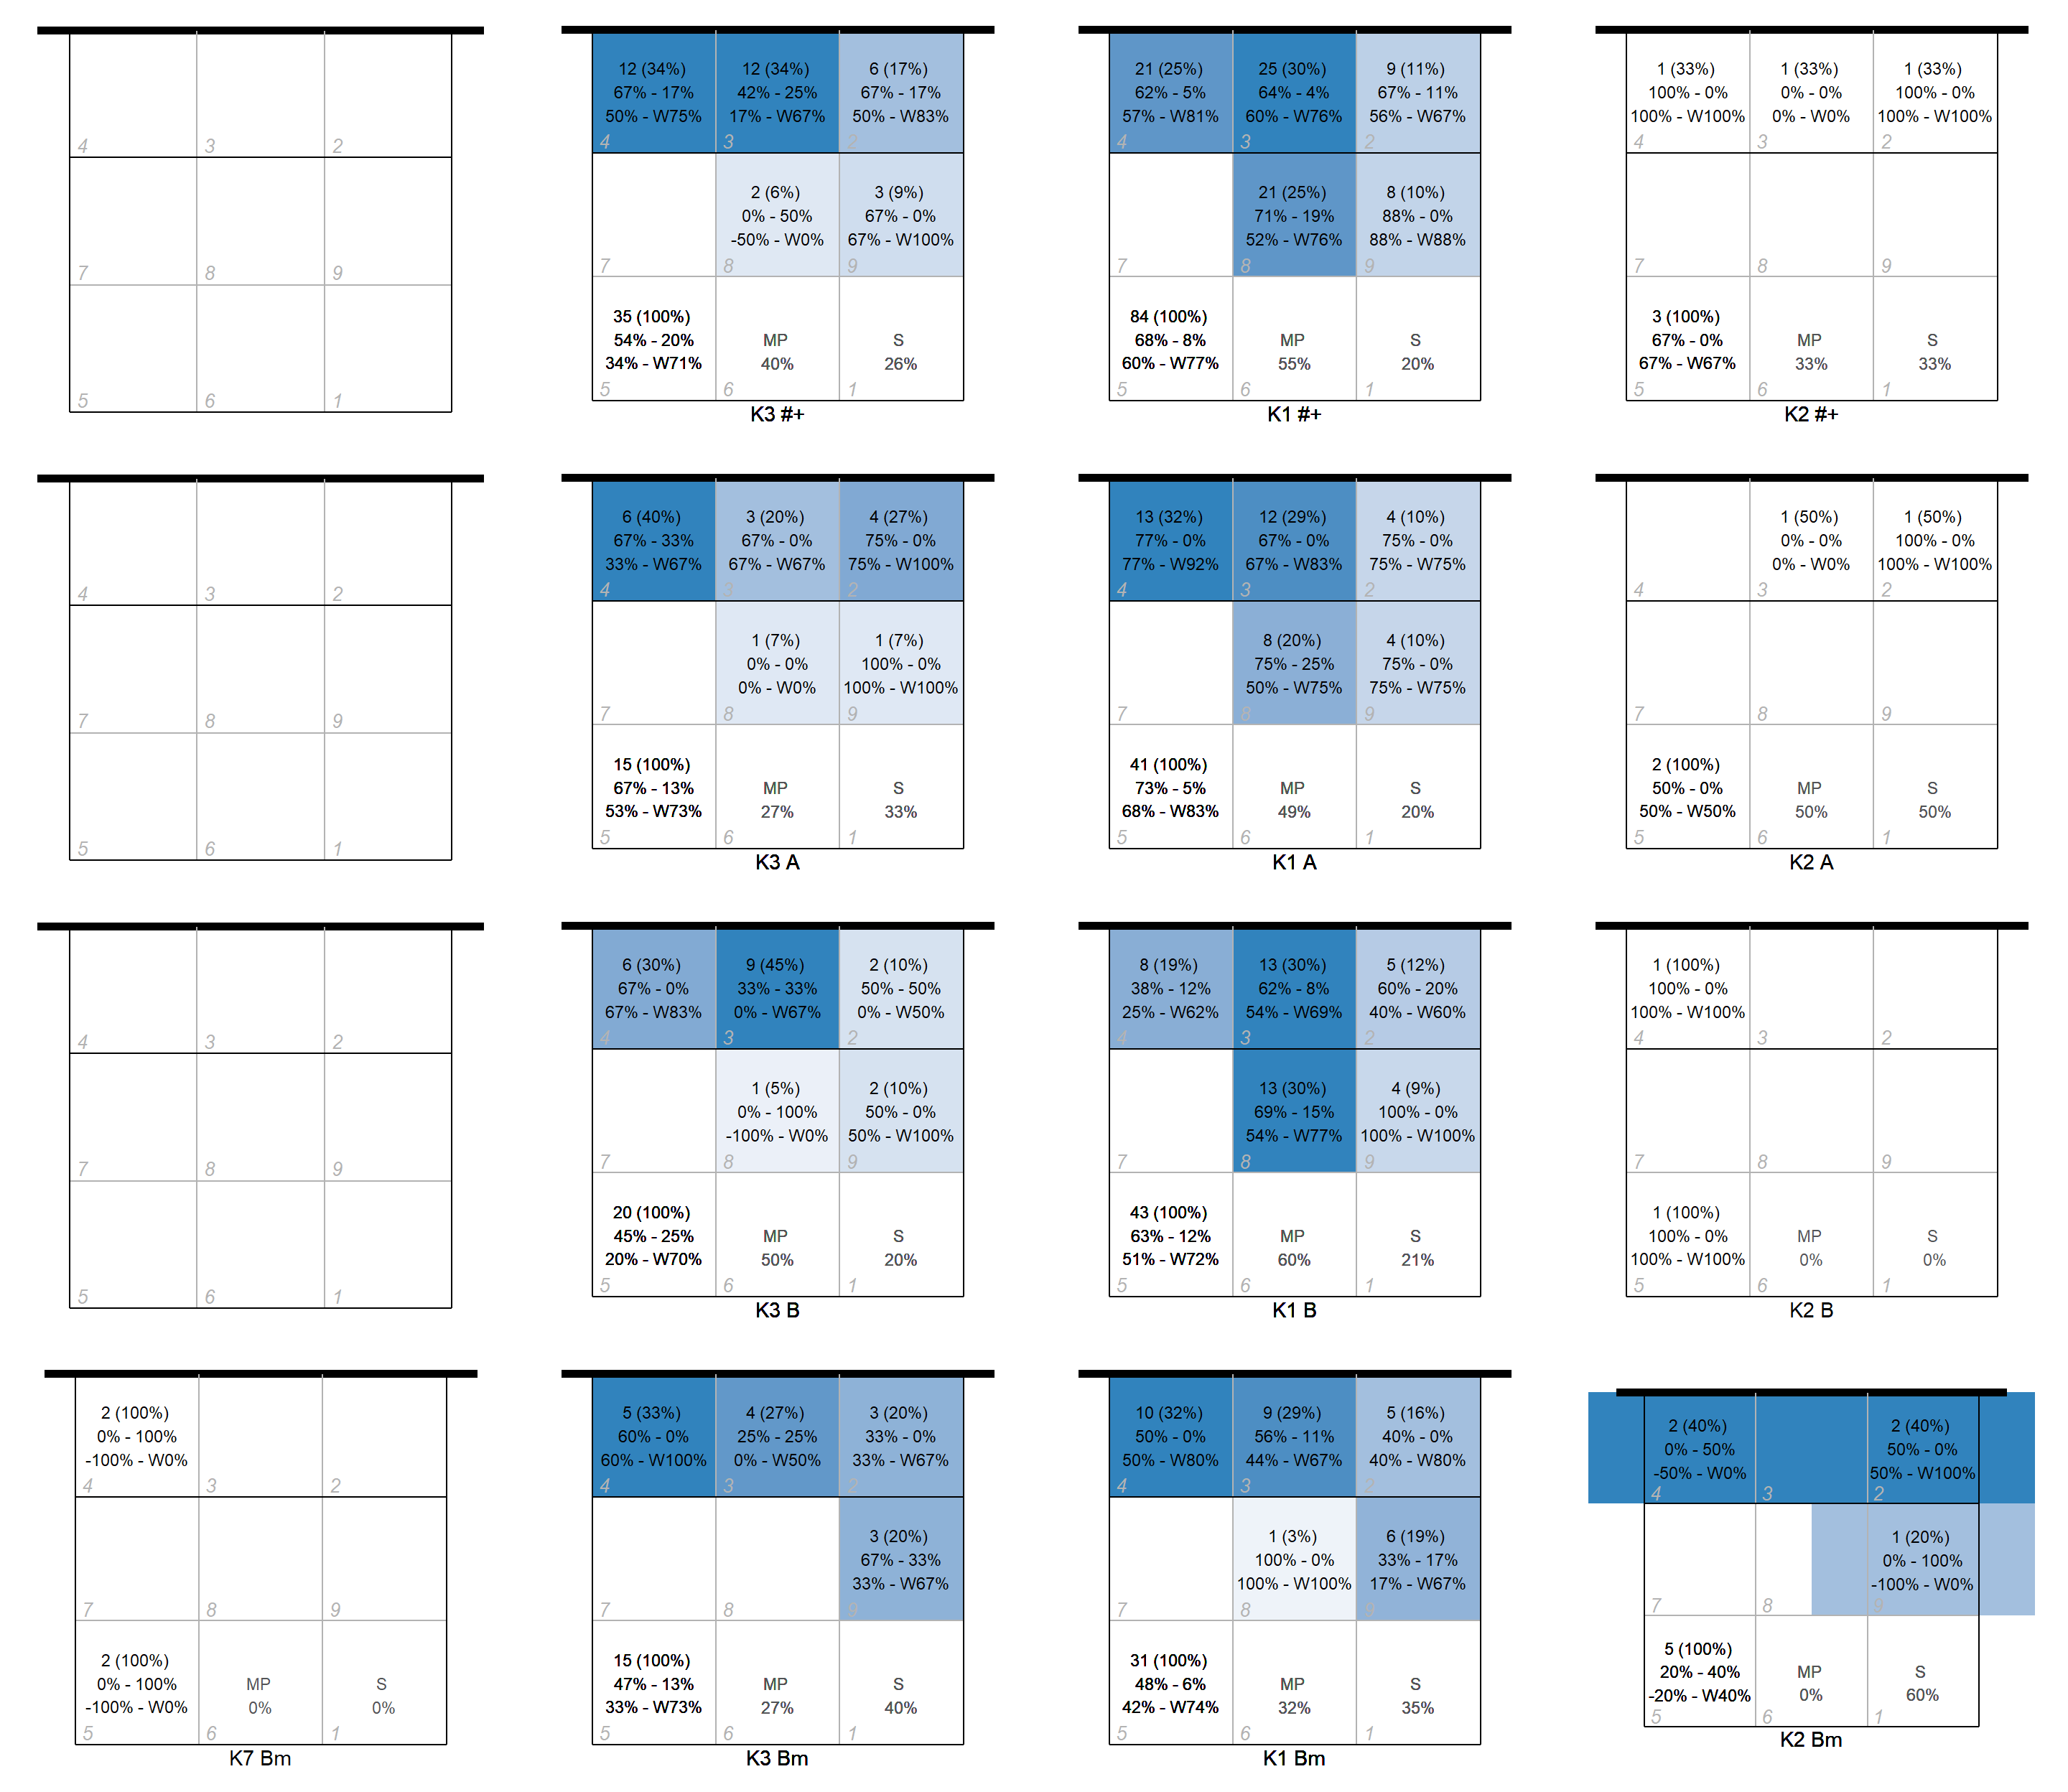 4 3 2
7 8 9
5 6 1
12 (34%) 12 (34%) 6 (17%)
67% - 17% 42% - 25% 67% - 17%
50% - W75% 17% - W67% 50% - W83%
4 3 2
2 (6%) 3 (9%)
0% - 50% 67% - 0%
-50% - W0% 67% - W100%
7 8 9
35 (100%)
54% - 20% MP S
34% - W71% 40% 26%
5 6 1
K3 #+
21 (25%) 25 (30%) 9 (11%)
62% - 5% 64% - 4% 67% - 11%
57% - W81% 60% - W76% 56% - W67%
4 3 2
21 (25%) 8 (10%)
71% - 19% 88% - 0%
52% - W76% 88% - W88%
7 8 9
84 (100%)
68% - 8% MP S
60% - W77% 55% 20%
5 6 1
K1 #+
1 (33%) 1 (33%) 1 (33%)
100% - 0% 0% - 0% 100% - 0%
100% - W100% 0% - W0% 100% - W100%
4 3 2
7 8 9
3 (100%)
67% - 0% MP S
67% - W67% 33% 33%
5 6 1
K2 #+
4 3 2
7 8 9
5 6 1
6 (40%) 3 (20%) 4 (27%)
67% - 33% 67% - 0% 75% - 0%
33% - W67% 67% - W67% 75% - W100%
4 3 2
1 (7%) 1 (7%)
0% - 0% 100% - 0%
0% - W0% 100% - W100%
7 8 9
15 (100%)
67% - 13% MP S
53% - W73% 27% 33%
5 6 1
K3 A
13 (32%) 12 (29%) 4 (10%)
77% - 0% 67% - 0% 75% - 0%
77% - W92% 67% - W83% 75% - W75%
4 3 2
8 (20%) 4 (10%)
75% - 25% 75% - 0%
50% - W75% 75% - W75%
7 8 9
41 (100%)
73% - 5% MP S
68% - W83% 49% 20%
5 6 1
K1 A
1 (50%) 1 (50%)
0% - 0% 100% - 0%
0% - W0% 100% - W100%
4 3 2
7 8 9
2 (100%)
50% - 0% MP S
50% - W50% 50% 50%
5 6 1
K2 A
4 3 2
7 8 9
5 6 1
6 (30%) 9 (45%) 2 (10%)
67% - 0% 33% - 33% 50% - 50%
67% - W83% 0% - W67% 0% - W50%
4 3 2
1 (5%) 2 (10%)
0% - 100% 50% - 0%
-100% - W0% 50% - W100%
7 8 9
20 (100%)
45% - 25% MP S
20% - W70% 50% 20%
5 6 1
K3 B
8 (19%) 13 (30%) 5 (12%)
38% - 12% 62% - 8% 60% - 20%
25% - W62% 54% - W69% 40% - W60%
4 3 2
13 (30%) 4 (9%)
69% - 15% 100% - 0%
54% - W77% 100% - W100%
7 8 9
43 (100%)
63% - 12% MP S
51% - W72% 60% 21%
5 6 1
K1 B
1 (100%)
100% - 0%
100% - W100%
4 3 2
7 8 9
1 (100%)
100% - 0% MP S
100% - W100% 0% 0%
5 6 1
K2 B
2 (100%)
0% - 100%
-100% - W0%
4 3 2
7 8 9
2 (100%)
0% - 100% MP S
-100% - W0% 0% 0%
5 6 1
K7 Bm
5 (33%) 4 (27%) 3 (20%)
60% - 0% 25% - 25% 33% - 0%
60% - W100% 0% - W50% 33% - W67%
4 3 2
3 (20%)
67% - 33%
33% - W67%
7 8 9
15 (100%)
47% - 13% MP S
33% - W73% 27% 40%
5 6 1
K3 Bm
10 (32%) 9 (29%) 5 (16%)
50% - 0% 56% - 11% 40% - 0%
50% - W80% 44% - W67% 40% - W80%
4 3 2
1 (3%) 6 (19%)
100% - 0% 33% - 17%
100% - W100% 17% - W67%
7 8 9
31 (100%)
48% - 6% MP S
42% - W74% 32% 35%
5 6 1
K1 Bm
2 (40%) 2 (40%)
0% - 50% 50% - 0%
-50% - W0% 50% - W100%
4 3 2
1 (20%)
0% - 100%
-100% - W0%
7 8 9
5 (100%)
20% - 40% MP S
-20% - W40% 0% 60%
5 6 1
K2 Bm